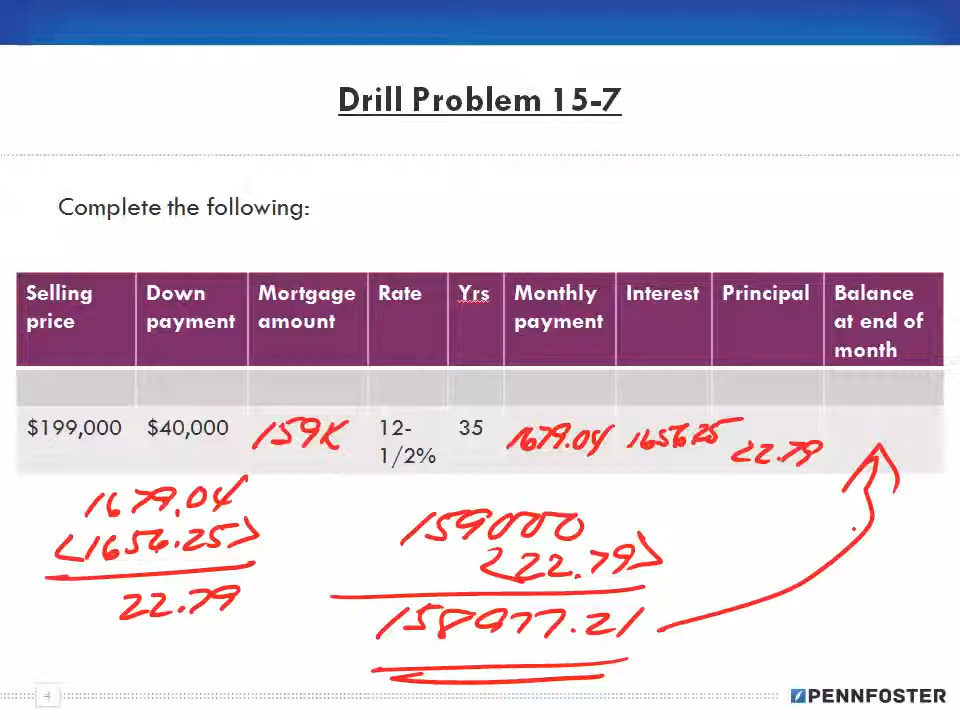 Drill Problem 15-7
Complete the following:
Selling price Down payment Mortgage amount Rate Yrs Monthly payment Interest Principal Balance at end of month
$199,000 $40,000 159K 12-1/2% 35 1679.04 1656.25 22.79
1679.04
<1656.25>
22.79
159000
<22.79>
158977.21
4
PENNFOSTER